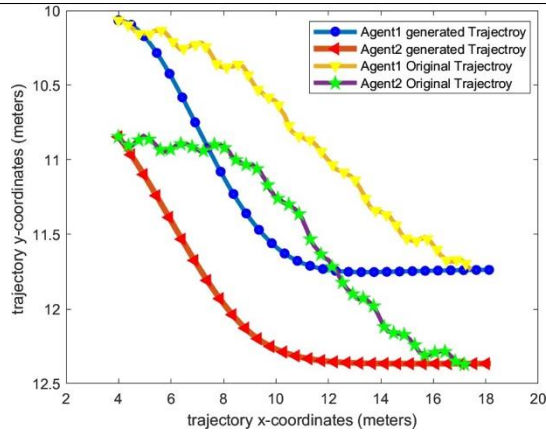 Agent1 generated Trajectroy
Agent2 generated Trajectroy
Agent1 Original Trajectroy
Agent2 Original Trajectroy
10
10.5
11
11.5
12
12.5
trajectory y-coordinates (meters)
2 4 6 8 10 12 14 16 18 20
trajectory x-coordinates (meters)